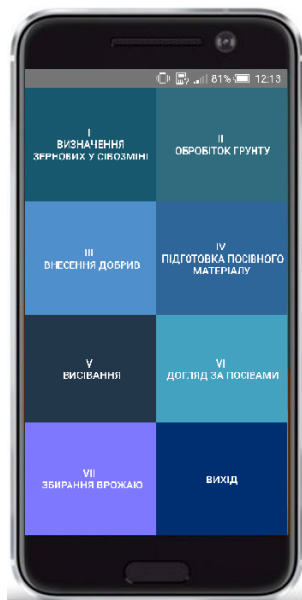 81% 12:13
I
ВИЗНАЧЕННЯ
ЗЕРНОВИХ У СІВОЗМІНІ
II
ОБРОБІТОК ГРУНТУ
III
ВНЕСЕННЯ ДОБРИВ
IV
ПІДГОТОВКА ПОСІВНОГО
МАТЕРІАЛУ
V
ВИСІВАННЯ
VI
ДОГЛЯД ЗА ПОСІВАМИ
VII
ЗБИРАННЯ ВРОЖАЮ
ВИХІД